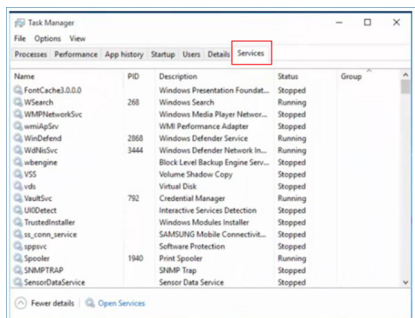 Task Manager
File Options View
Processes Performance App history Startup Users Details Services
Name PID Description Status Group
FontCache3.0.0.0 Windows Presentation Foundat... Stopped
WSearch 268 Windows Search Running
WMPNetworkSvc Windows Media Player Networ... Stopped
wmiApSrv WMI Performance Adapter Stopped
WinDefend 2868 Windows Defender Service Running
WdNisSvc 3444 Windows Defender Network In... Running
wbengine Block Level Backup Engine Serv... Stopped
VSS Volume Shadow Copy Stopped
vds Virtual Disk Stopped
VaultSvc 792 Credential Manager Running
UI0Detect Interactive Services Detection Stopped
TrustedInstaller Windows Modules Installer Stopped
ss_conn_service SAMSUNG Mobile Connectivit... Stopped
sppsvc Software Protection Stopped
Spooler 1940 Print Spooler Running
SNMPTRAP SNMP Trap Stopped
SensorDataService Sensor Data Service Stopped
Fewer details Open Services